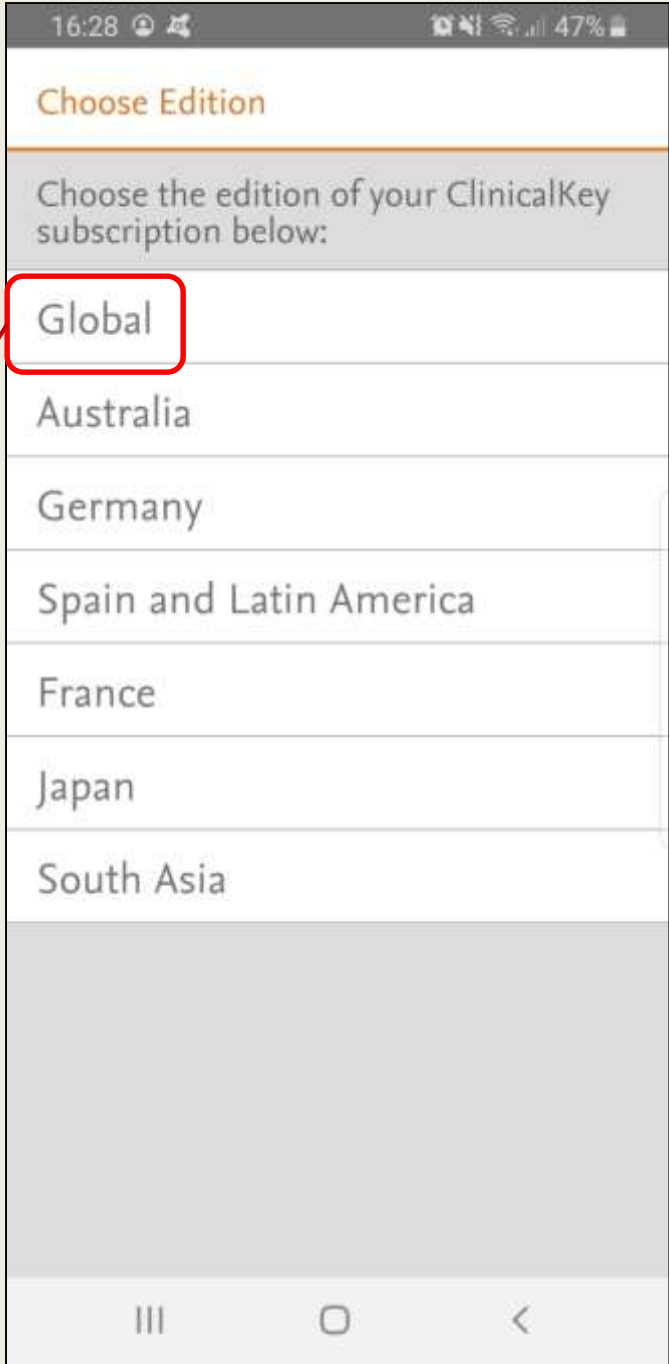 16:28 47%
Choose Edition
Choose the edition of your ClinicalKey
subscription below:
Global
Australia
Germany
Spain and Latin America
France
Japan
South Asia